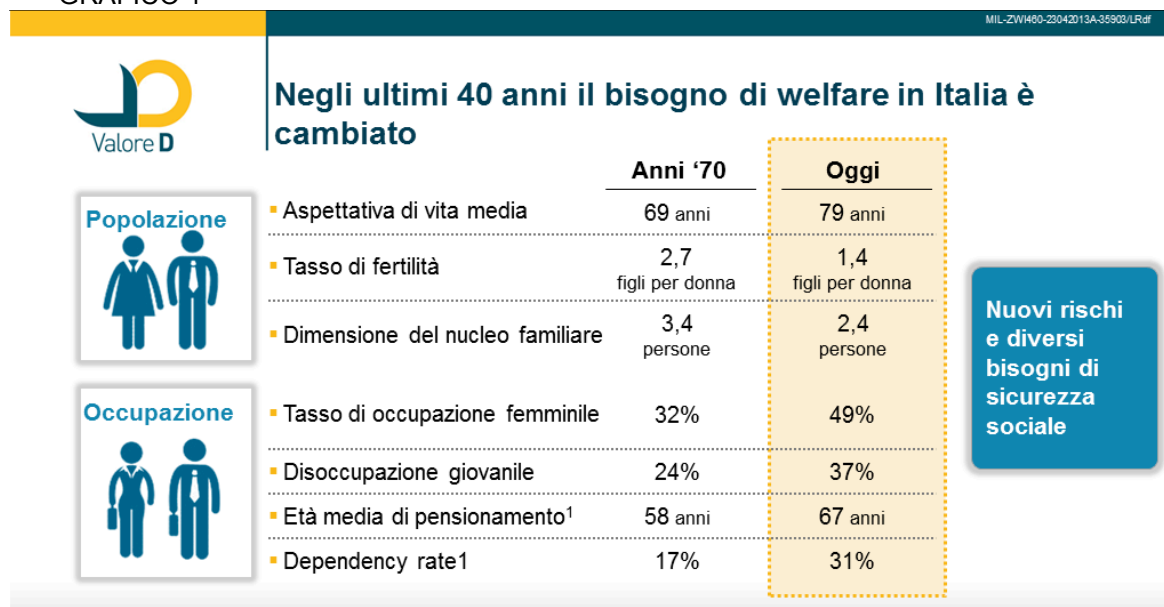 GRAFICO 1
MIL-ZWI460-23042013A-35903/LRdf
Valore D
Negli ultimi 40 anni il bisogno di welfare in Italia è
cambiato
Anni ‘70 Oggi
Popolazione
Aspettativa di vita media 69 anni 79 anni
Tasso di fertilità 2,7 figli per donna 1,4 figli per donna
Dimensione del nucleo familiare 3,4 persone 2,4 persone
Occupazione
Tasso di occupazione femminile 32% 49%
Disoccupazione giovanile 24% 37%
Età media di pensionamento¹ 58 anni 67 anni
Dependency rate1 17% 31%
Nuovi rischi
e diversi
bisogni di
sicurezza
sociale